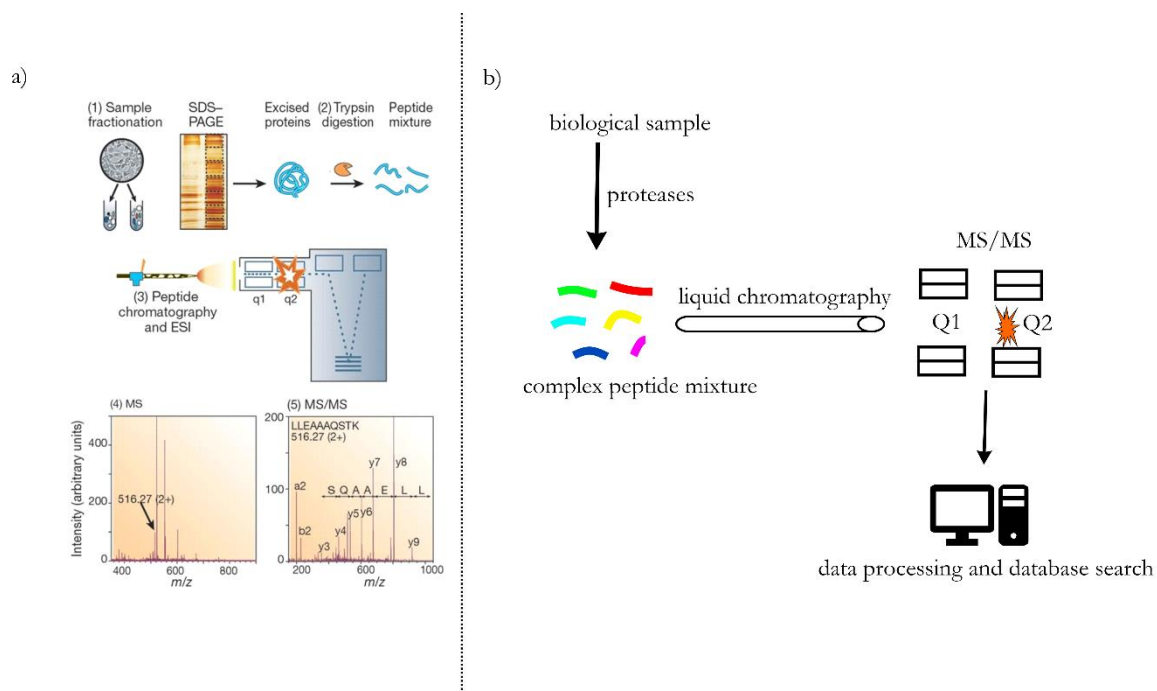 a)
(1) Sample
fractionation
SDS–
PAGE
Excised
proteins
(2) Trypsin
digestion
Peptide
mixture
(3) Peptide
chromatography
and ESI
q1
q2
(4) MS
Intensity (arbitrary units)
400
200
0
516.27 (2+)
400
600
800
m/z
(5) MS/MS
200
100
0
LLEAAAQSTK
516.27 (2+)
a2
b2
y3
y4
y5
y6
y7
y8
y9
S Q A A E L L
200
600
1000
m/z
b)
biological sample
proteases
complex peptide mixture
liquid chromatography
MS/MS
Q1
Q2
data processing and database search